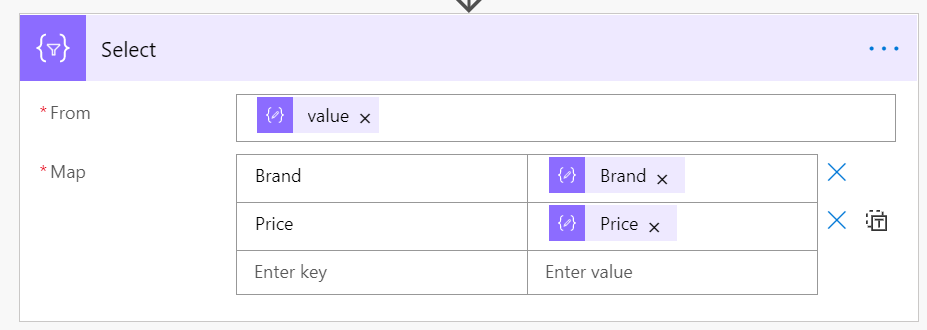 Select
* From
value
* Map
Brand
Brand
Price
Price
Enter key
Enter value